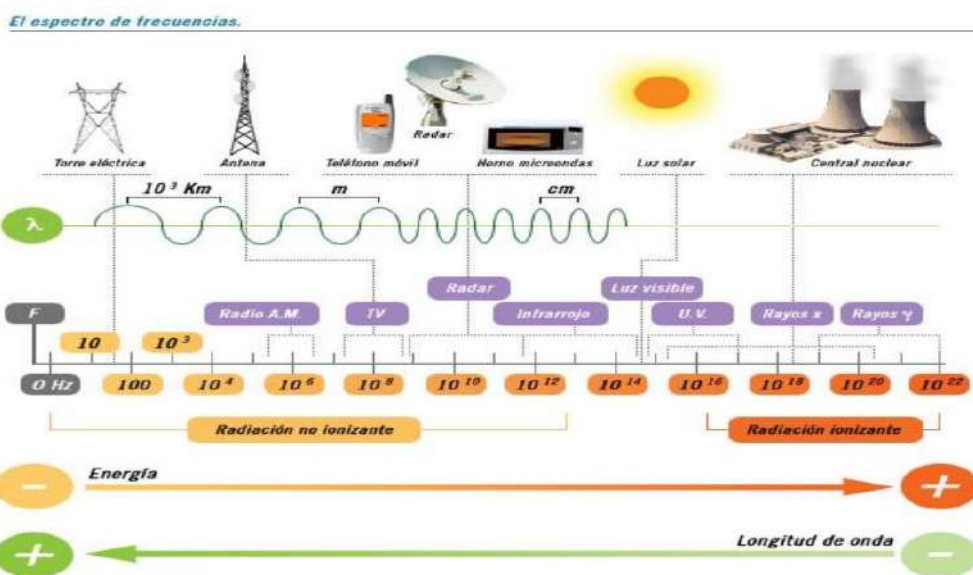 El espectro de frecuencias.
Radar
Torre eléctrica Antena Teléfono móvil Horno microondas Luz solar Central nuclear
10³ Km m cm
λ
Radar Luz visible
F Radio A.M. TV Infrarrojo U.V. Rayos x Rayos γ
10 10³
0 Hz 100 10⁴ 10⁶ 10⁸ 10¹⁰ 10¹² 10¹⁴ 10¹⁶ 10¹⁸ 10²⁰ 10²²
Radiación no ionizante Radiación ionizante
Energía
− +
Longitud de onda
+ −